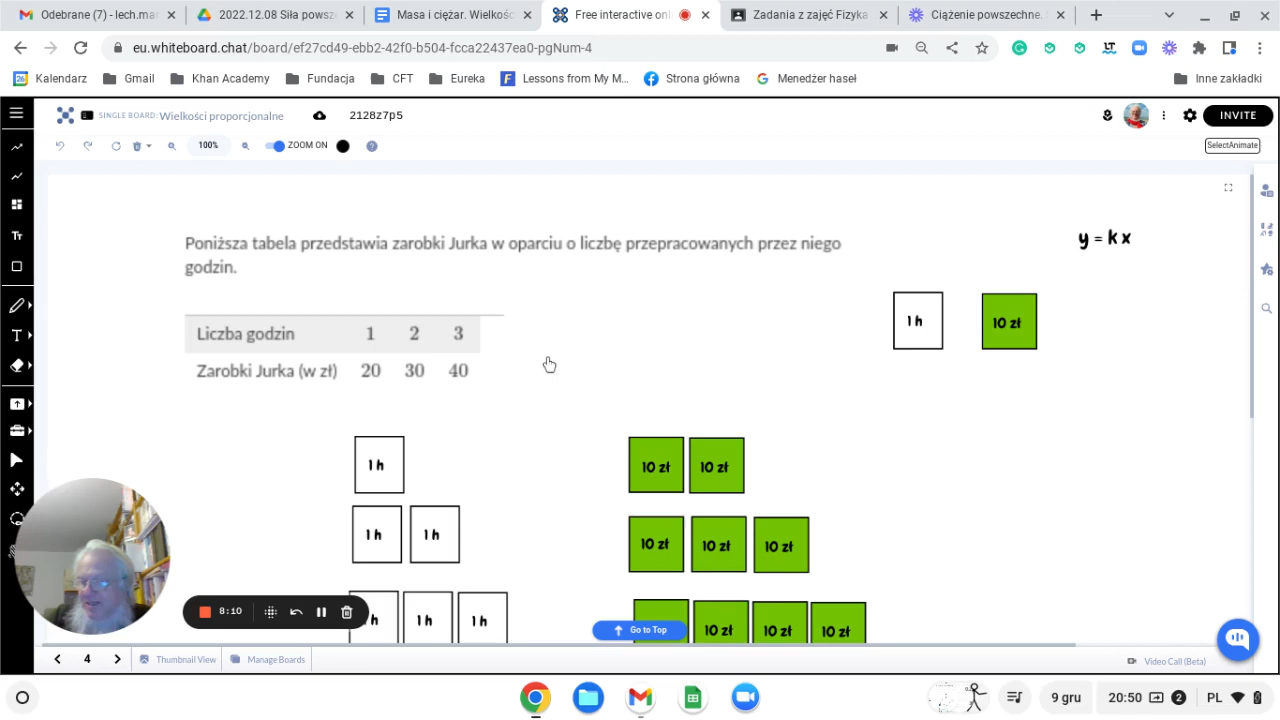 Odebrane (7) - lech.mar
2022.12.08 Siła powsz
Masa i ciężar. Wielkośc
Free interactive onl
Zadania z zajęć Fizyka
Ciążenie powszechne.
eu.whiteboard.chat/board/ef27cd49-ebb2-42f0-b504-fcca22437ea0-pgNum-4
Kalendarz Gmail Khan Academy Fundacja CFT Eureka Lessons from My M... Strona główna Menedżer haseł Inne zakładki
SINGLE BOARD: Wielkości proporcjonalne 2128z7p5 INVITE
100% ZOOM ON SelectAnimate
Poniższa tabela przedstawia zarobki Jurka w oparciu o liczbę przepracowanych przez niego
godzin.
y = k x
1 h 10 zł
Liczba godzin 1 2 3
Zarobki Jurka (w zł) 20 30 40
1 h 10 zł 10 zł
1 h 1 h 10 zł 10 zł 10 zł
h 1 h 1 h 10 zł 10 zł 10 zł
8:10
Go to Top
4 Thumbnail View Manage Boards Video Call (Beta)
9 gru 20:50 2 PL